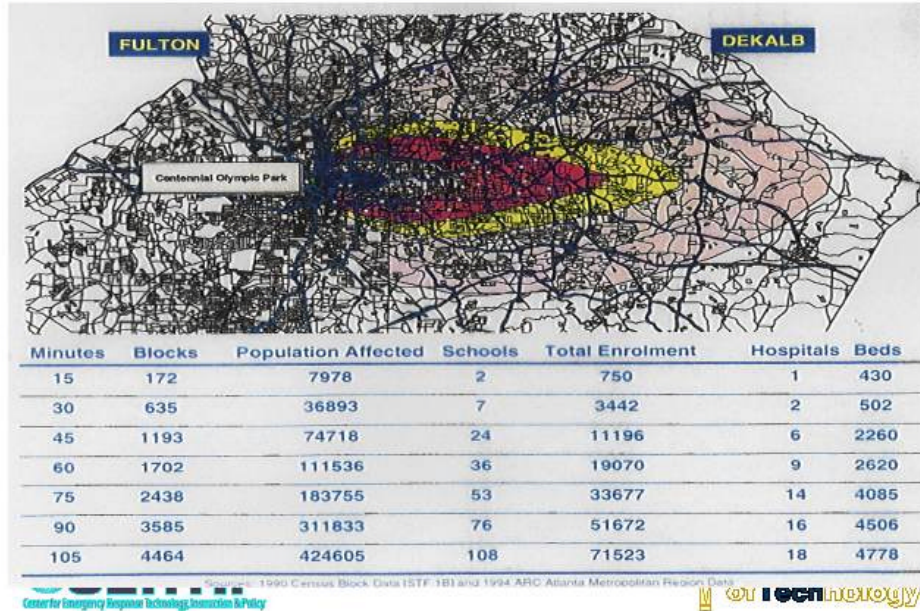 FULTON
DEKALB
Centennial Olympic Park
Minutes Blocks Population Affected Schools Total Enrolment Hospitals Beds
15 172 7978 2 750 1 430
30 635 36893 7 3442 2 502
45 1193 74718 24 11196 6 2260
60 1702 111536 36 19070 9 2620
75 2438 183755 53 33677 14 4085
90 3585 311833 76 51672 16 4506
105 4464 424605 108 71523 18 4778
Sources: 1990 Census Block Data (STF 1B) and 1994 ARC Atlanta Metropolitan Region Data
Center for Emergency Response Technology, Instruction & Policy
of Technology